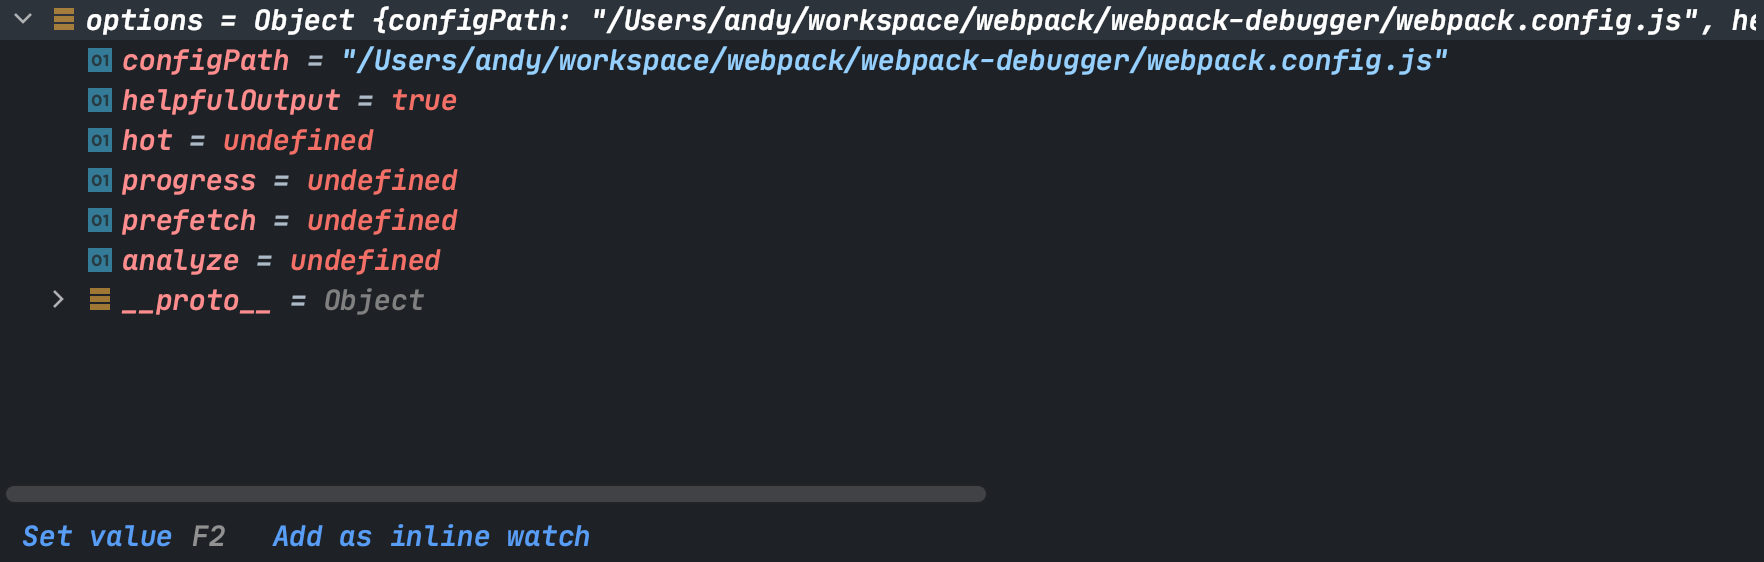 options = Object {configPath: "/Users/andy/workspace/webpack/webpack-debugger/webpack.config.js", he
01 configPath = "/Users/andy/workspace/webpack/webpack-debugger/webpack.config.js"
01 helpfulOutput = true
01 hot = undefined
01 progress = undefined
01 prefetch = undefined
01 analyze = undefined
__proto__ = Object
Set value F2 Add as inline watch